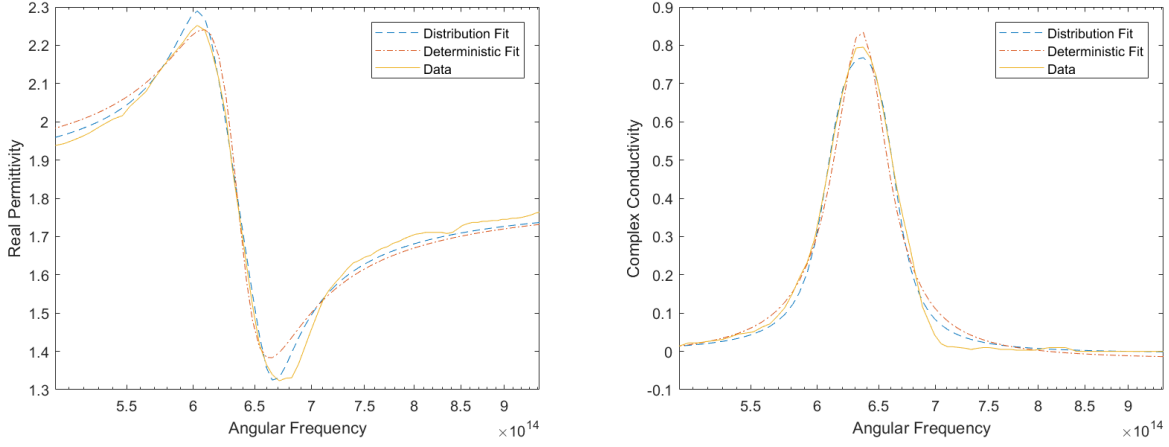 2.3
2.2
2.1
2
1.9
1.8
1.7
1.6
1.5
1.4
1.3
Real Permittivity
Distribution Fit
Deterministic Fit
Data
5.5 6 6.5 7 7.5 8 8.5 9
Angular Frequency
×10^14
0.9
0.8
0.7
0.6
0.5
0.4
0.3
0.2
0.1
0
-0.1
Complex Conductivity
Distribution Fit
Deterministic Fit
Data
5.5 6 6.5 7 7.5 8 8.5 9
Angular Frequency
×10^14